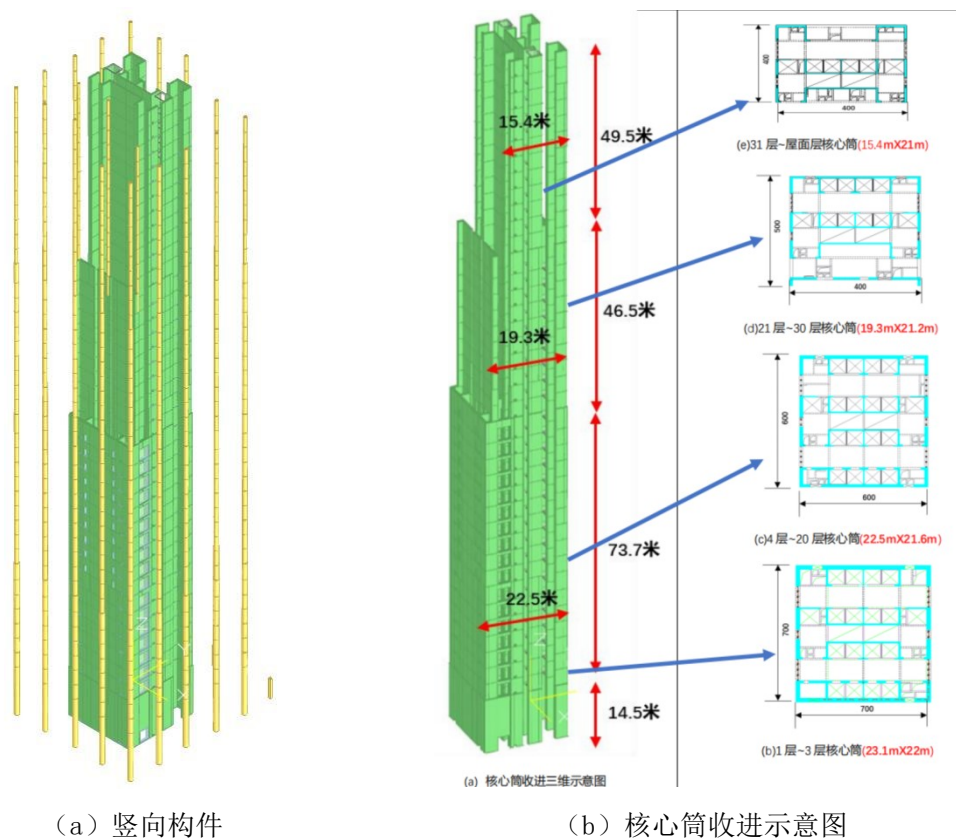 15.4米
49.5米
19.3米
46.5米
22.5米
73.7米
14.5米
Z
Y
X
Z
X
400
400
(e)31 层~屋面层核心筒(15.4mX21m)
500
400
(d)21 层~30 层核心筒(19.3mX21.2m)
600
600
(c)4 层~20 层核心筒(22.5mX21.6m)
700
700
(b)1 层~3 层核心筒(23.1mX22m)
(a) 核心筒收进三维示意图
（a）竖向构件
（b）核心筒收进示意图